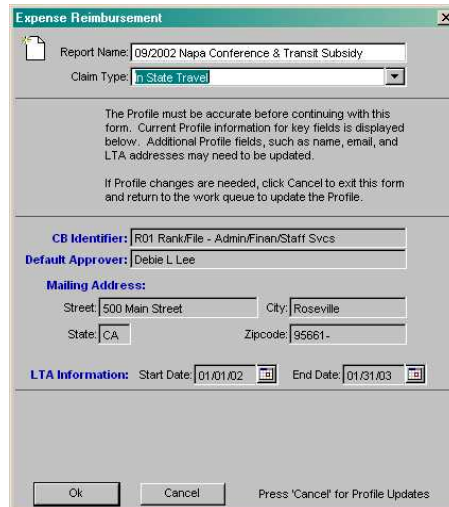 Expense Reimbursement
Report Name: 09/2002 Napa Conference & Transit Subsidy
Claim Type: In State Travel
The Profile must be accurate before continuing with this
form. Current Profile information for key fields is displayed
below. Additional Profile fields, such as name, email, and
LTA addresses may need to be updated.
If Profile changes are needed, click Cancel to exit this form
and return to the work queue to update the Profile.
CB Identifier: R01 Rank/File - Admin/Finan/Staff Svcs
Default Approver: Debie L Lee
Mailing Address:
Street: 500 Main Street City: Roseville
State: CA Zipcode: 95661-
LTA Information: Start Date: 01/01/02 End Date: 01/31/03
Ok Cancel Press 'Cancel' for Profile Updates